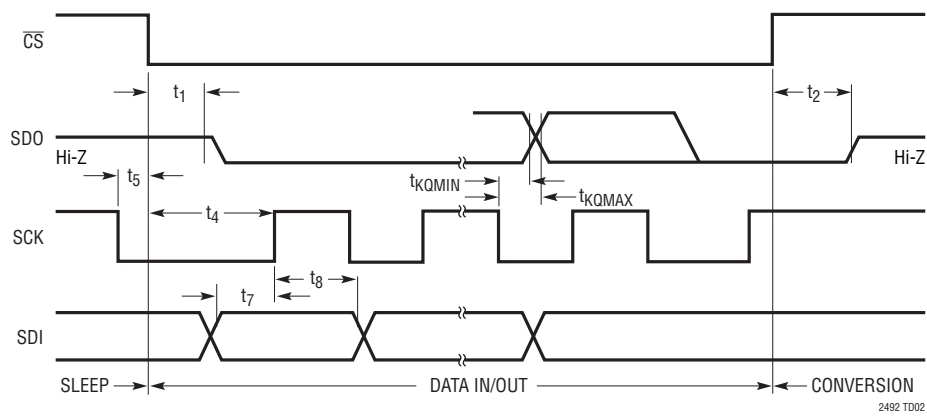 C̅S̅
t1
t2
SDO
Hi-Z
Hi-Z
t5
tKQMIN
tKQMAX
t4
SCK
t8
t7
SDI
SLEEP
DATA IN/OUT
CONVERSION
2492 TD02